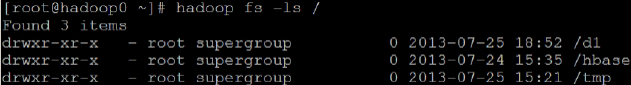 [root@hadoop0 ~]# hadoop fs -ls /
Found 3 items
drwxr-xr-x   - root supergroup          0 2013-07-25 18:52 /d1
drwxr-xr-x   - root supergroup          0 2013-07-24 15:35 /hbase
drwxr-xr-x   - root supergroup          0 2013-07-25 15:21 /tmp